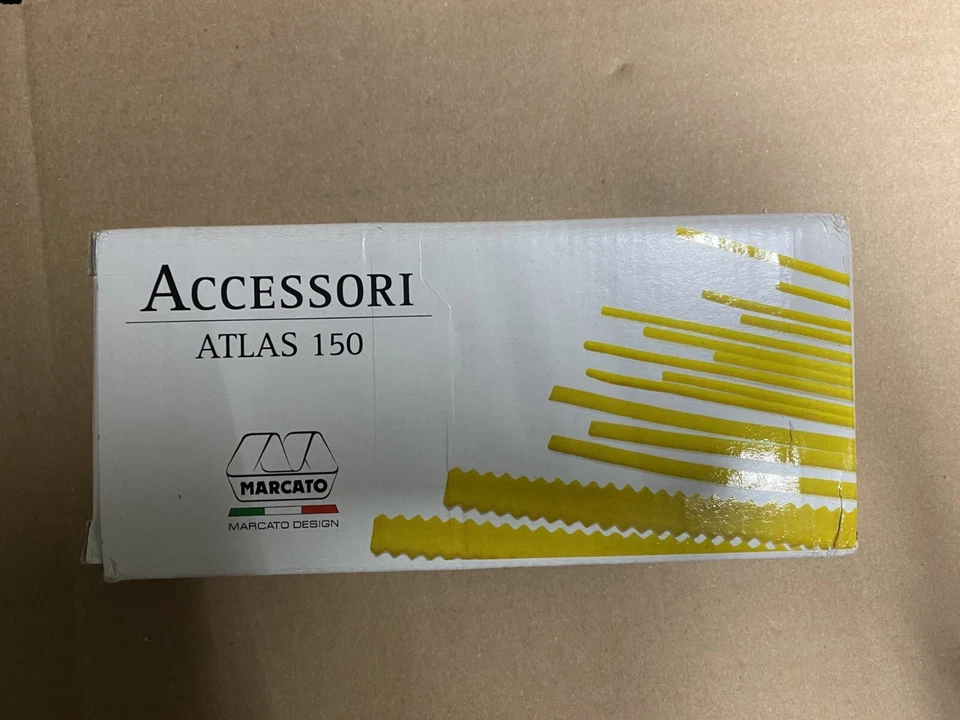 ACCESSORI
ATLAS 150
MARCATO
MARCATO DESIGN